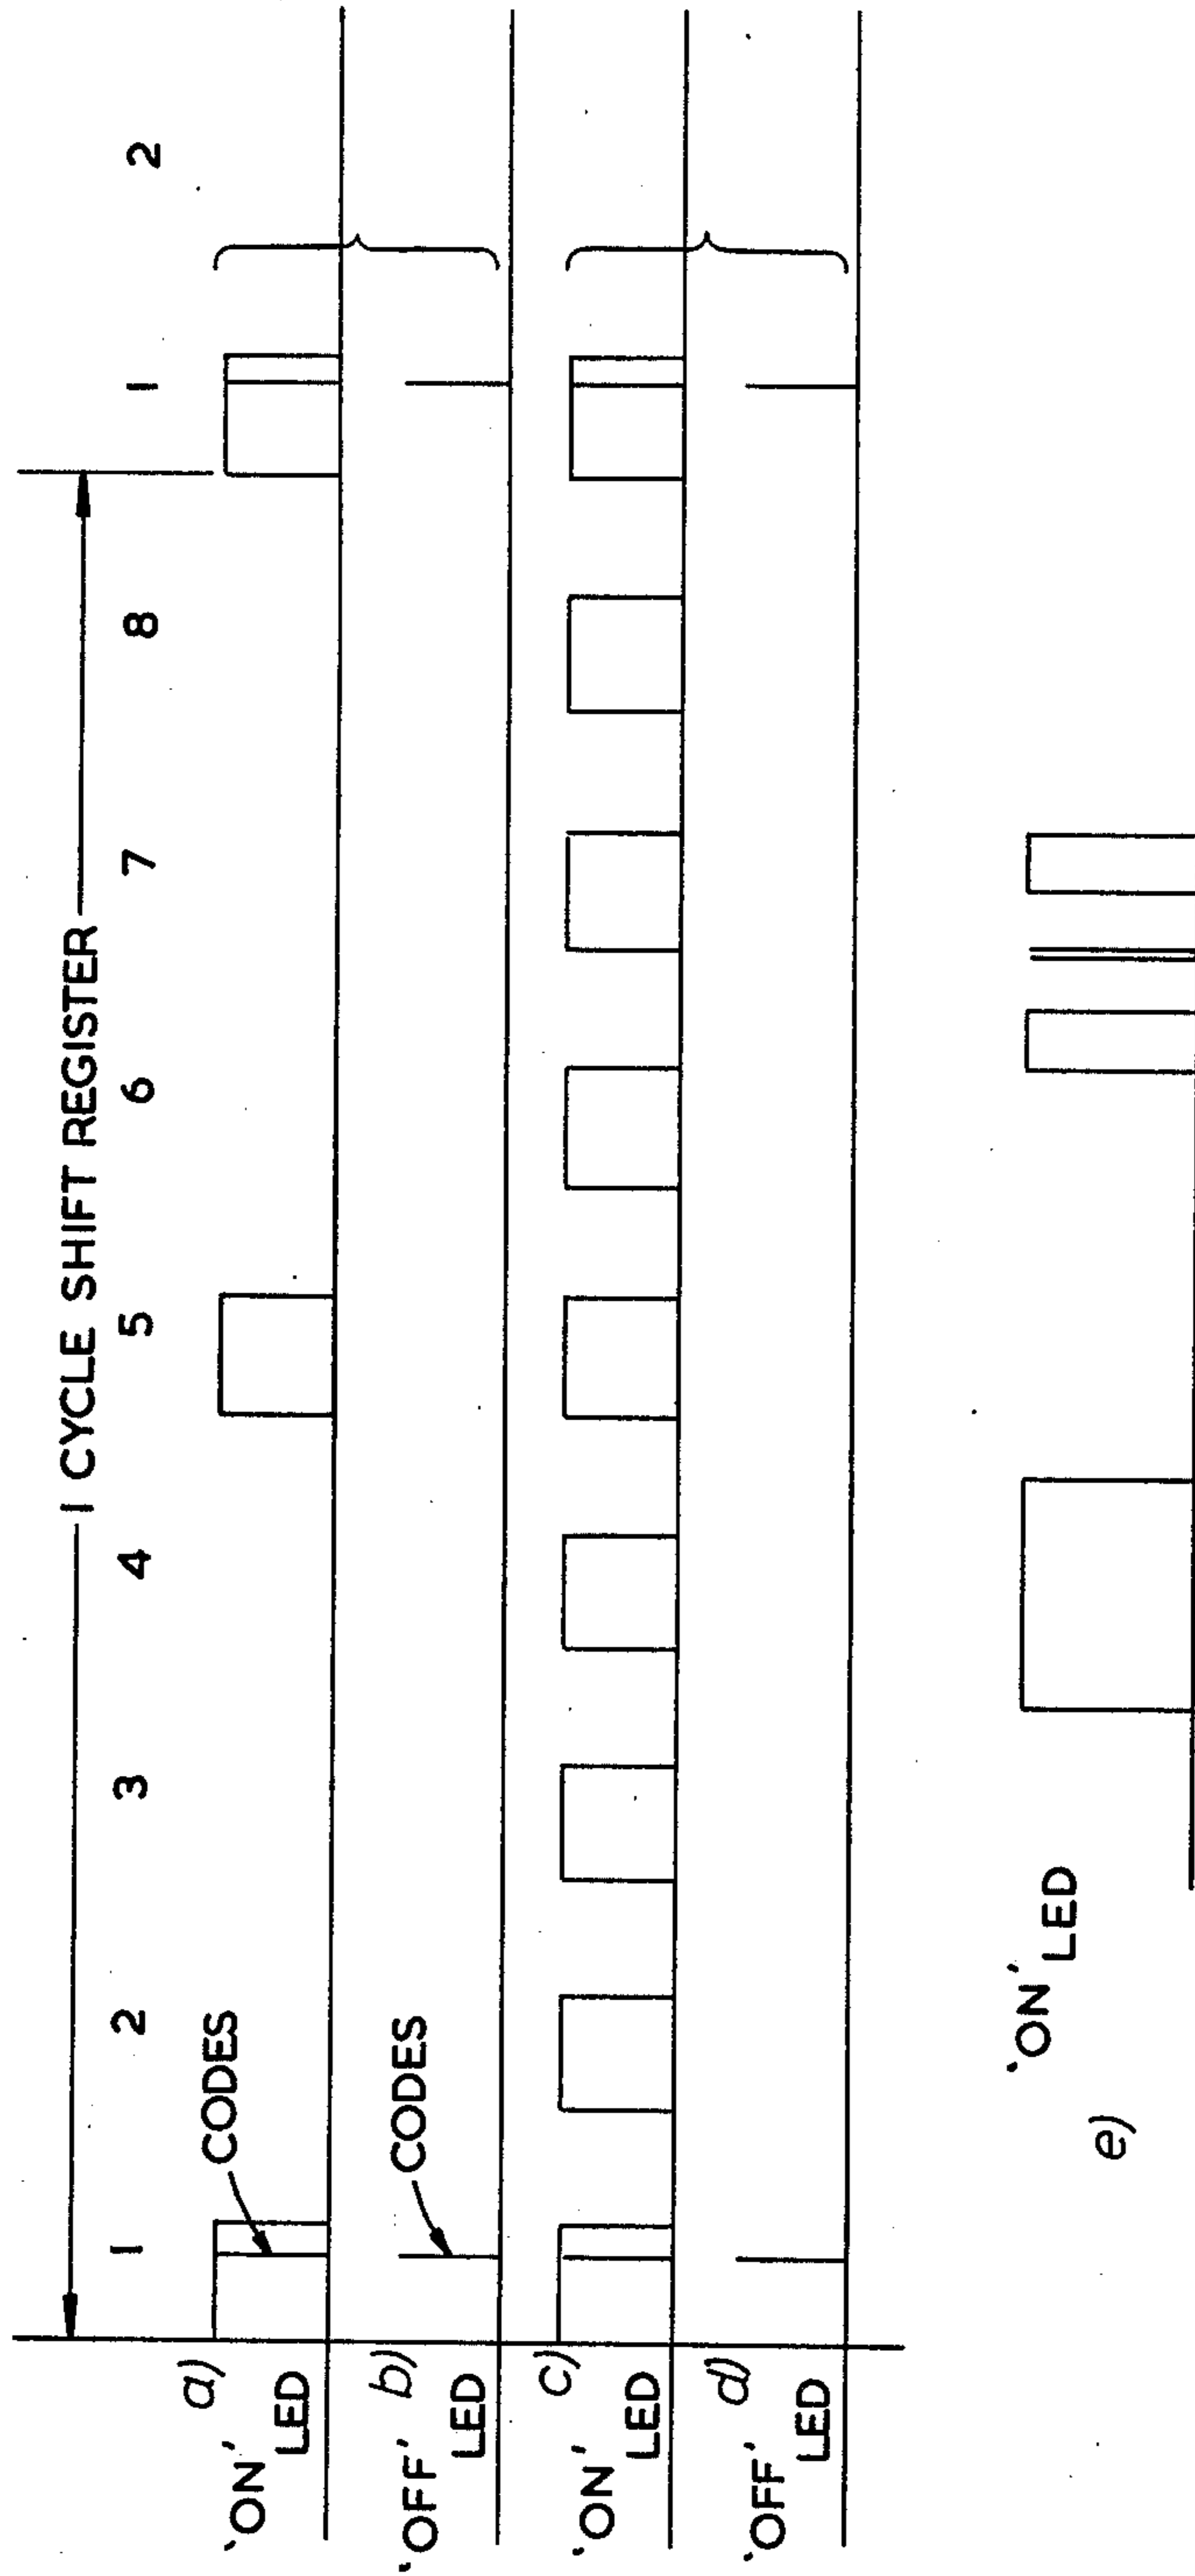 1 CYCLE SHIFT REGISTER
1 2 3 4 5 6 7 8 1 2
a)
'ON' LED
CODES
b)
'OFF' LED
CODES
c)
'ON' LED
d)
'OFF' LED
e)
'ON' LED